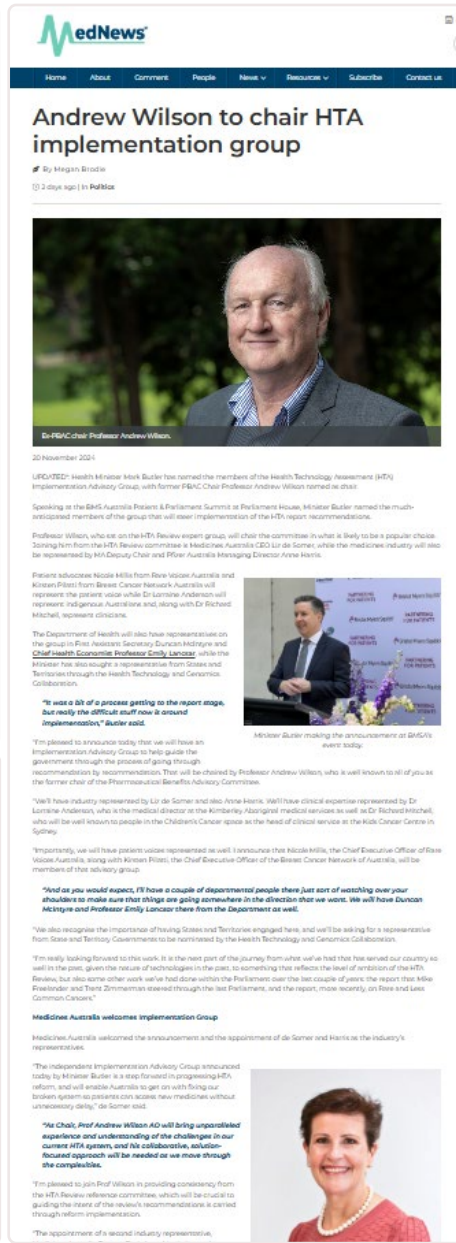 MedNews
Home About Comment People News Resources Subscribe Contact us
Andrew Wilson to chair HTA
implementation group
By Megan Brodie
2 days ago | in Politics
Ex-PBAC chair Professor Andrew Wilson.
20 November 2024
UPDATED*: Health Minister Mark Butler has named the members of the Health Technology Assessment (HTA)
Implementation Advisory Group, with former PBAC Chair Professor Andrew Wilson named as chair.
Speaking at the BMS Australia Patient & Parliament Summit at Parliament House, Minister Butler named the much-
anticipated members of the group that will steer implementation of the HTA report recommendations.
Professor Wilson, who sat on the HTA Review expert group, will chair the committee in what is likely to be a popular choice.
Joining him from the HTA Review committee is Medicines Australia CEO Liz de Somer, while the medicines industry will also
be represented by MA Deputy Chair and Pfizer Australia Managing Director Anne Harris.
Patient advocates Nicole Mills from Rare Voices Australia and
Kirsten Pilatti from Breast Cancer Network Australia will
represent the patient voice while Dr Lorraine Anderson will
represent Indigenous Australians and, along with Dr Richard
Mitchell, represent clinicians.
The Department of Health will also have representatives on
the group in First Assistant Secretary Duncan McIntyre and
Chief Health Economist Professor Emily Lancsar, while the
Minister has also sought a representative from States and
Territories through the Health Technology and Genomics
Collaboration.
"It was a bit of a process getting to the report stage,
but really the difficult stuff now is around
implementation," Butler said.
PARTNERING
FOR PATIENTS
Bristol Myers Squibb
Minister Butler making the announcement at BMSA's
event today.
"I'm pleased to announce today that we will have an
Implementation Advisory Group to help guide the
government through the process of going through
recommendation by recommendation. That will be chaired by Professor Andrew Wilson, who is well known to all of you as
the former chair of the Pharmaceutical Benefits Advisory Committee.
"We'll have industry represented by Liz de Somer and also Anne Harris. We'll have clinical expertise represented by Dr
Lorraine Anderson, who is the medical director at the Kimberley Aboriginal medical services as well as Dr Richard Mitchell,
who will be well known to people in the Children's Cancer space as the head of clinical service at the Kids Cancer Centre in
Sydney.
"Importantly, we will have patient voices represented as well. I announce that Nicole Mills, the Chief Executive Officer of Rare
Voices Australia, along with Kirsten Pilatti, the Chief Executive Officer of the Breast Cancer Network of Australia, will be
members of that advisory group.
"And as you would expect, I'll have a couple of departmental people there just sort of watching over your
shoulders to make sure that things are going somewhere in the direction that we want. We will have Duncan
McIntyre and Professor Emily Lancsar there from the Department as well.
"We also recognise the importance of having States and Territories engaged here, and we'll be asking for a representative
from State and Territory Governments to be nominated by the Health Technology and Genomics Collaboration.
"I'm really looking forward to this work. It is the next part of the journey from what we've had that has served our country so
well in the past, given the nature of technologies in the past, to something that reflects the level of ambition of the HTA
Review, but also some other work we've had done within the Parliament over the last couple of years: the report that Mike
Freelander and Trent Zimmerman steered through the last Parliament, and the report, more recently, on Rare and Less
Common Cancers."
Medicines Australia welcomes Implementation Group
Medicines Australia welcomed the announcement and the appointment of de Somer and Harris as the industry's
representatives.
"The independent Implementation Advisory Group announced
today by Minister Butler is a step forward in progressing HTA
reform, and will enable Australia to get on with fixing our
broken system so patients can access new medicines without
unnecessary delay," de Somer said.
"As Chair, Prof Andrew Wilson AO will bring unparalleled
experience and understanding of the challenges in our
current HTA system, and his collaborative, solution-
focused approach will be needed as we move through
the complexities.
"I'm pleased to join Prof Wilson in providing consistency from
the HTA Review reference committee, which will be crucial to
guiding the intent of the review's recommendations is carried
through reform implementation.
"The appointment of a second industry representative,